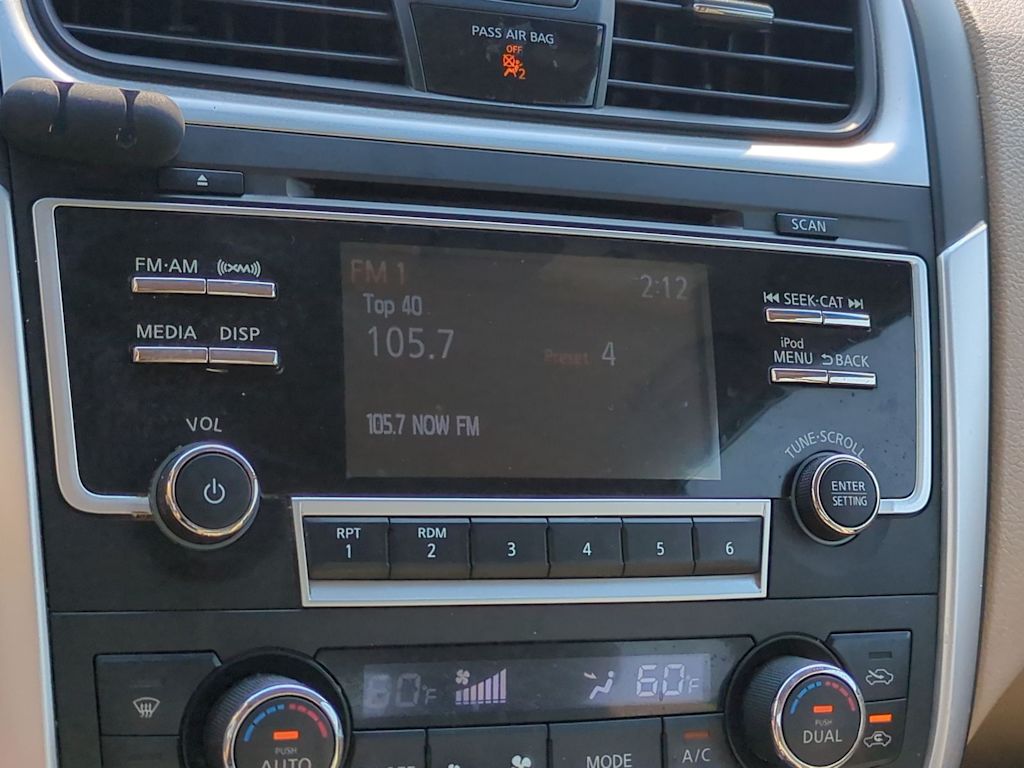 PASS AIR BAG
OFF
2
SCAN
FM·AM ((XM))
MEDIA DISP
VOL
FM 1
2:12
Top 40
105.7
Preset 4
105.7 NOW FM
SEEK·CAT
iPod
MENU BACK
TUNE·SCROLL
ENTER
SETTING
RPT RDM
1 2 3 4 5 6
60°F
60°F
PUSH
AUTO
PUSH
DUAL
MODE
A/C